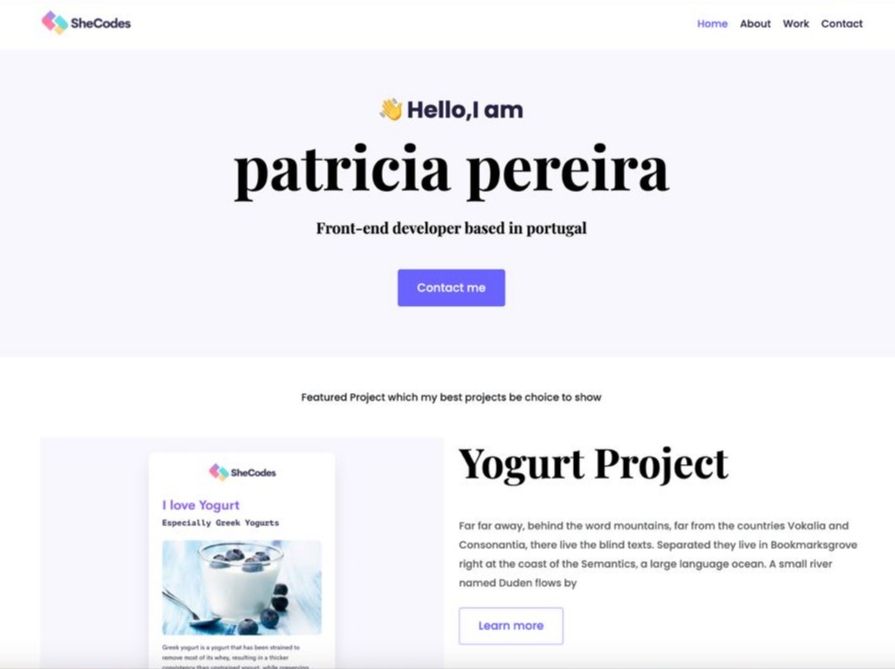 SheCodes
Home About Work Contact
👋 Hello,I am
patricia pereira
Front-end developer based in portugal
Contact me
Featured Project which my best projects be choice to show
SheCodes
I love Yogurt
Especially Greek Yogurts
Greek yogurt is a yogurt that has been strained to
remove most of its whey, resulting in a thicker
consistency than unstrained yogurt, while preserving
Yogurt Project
Far far away, behind the word mountains, far from the countries Vokalia and
Consonantia, there live the blind texts. Separated they live in Bookmarksgrove
right at the coast of the Semantics, a large language ocean. A small river
named Duden flows by
Learn more